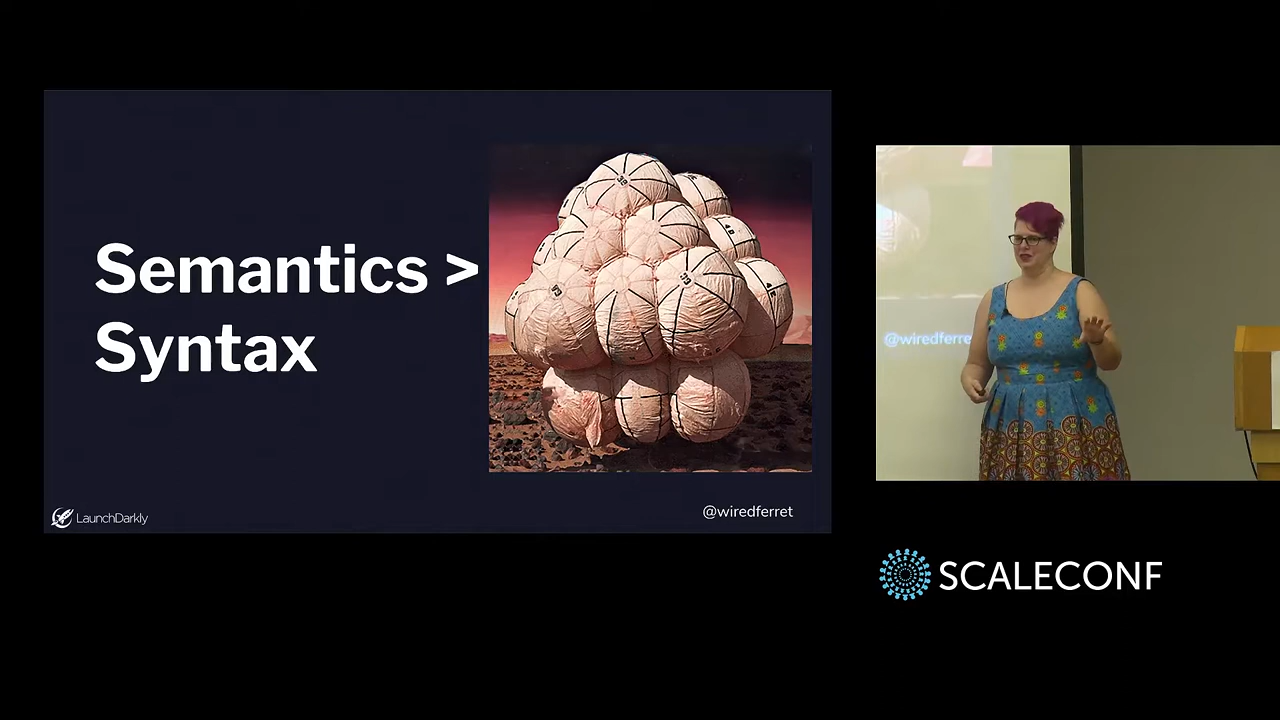 Semantics >
Syntax
LaunchDarkly
@wiredferret
@wiredferre
SCALECONF